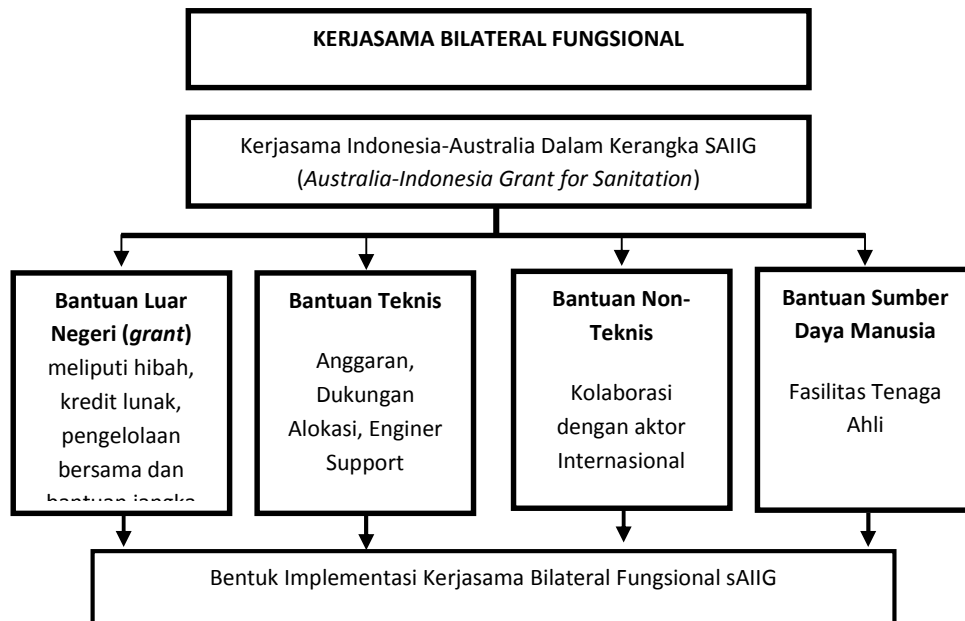 KERJASAMA BILATERAL FUNGSIONAL
Kerjasama Indonesia-Australia Dalam Kerangka SAIIG
(Australia-Indonesia Grant for Sanitation)
Bantuan Luar
Negeri (grant)
meliputi hibah,
kredit lunak,
pengelolaan
bersama dan
bantuan jangka
Bantuan Teknis
Anggaran,
Dukungan
Alokasi, Enginer
Support
Bantuan Non-
Teknis
Kolaborasi
dengan aktor
Internasional
Bantuan Sumber
Daya Manusia
Fasilitas Tenaga
Ahli
Bentuk Implementasi Kerjasama Bilateral Fungsional sAIIG